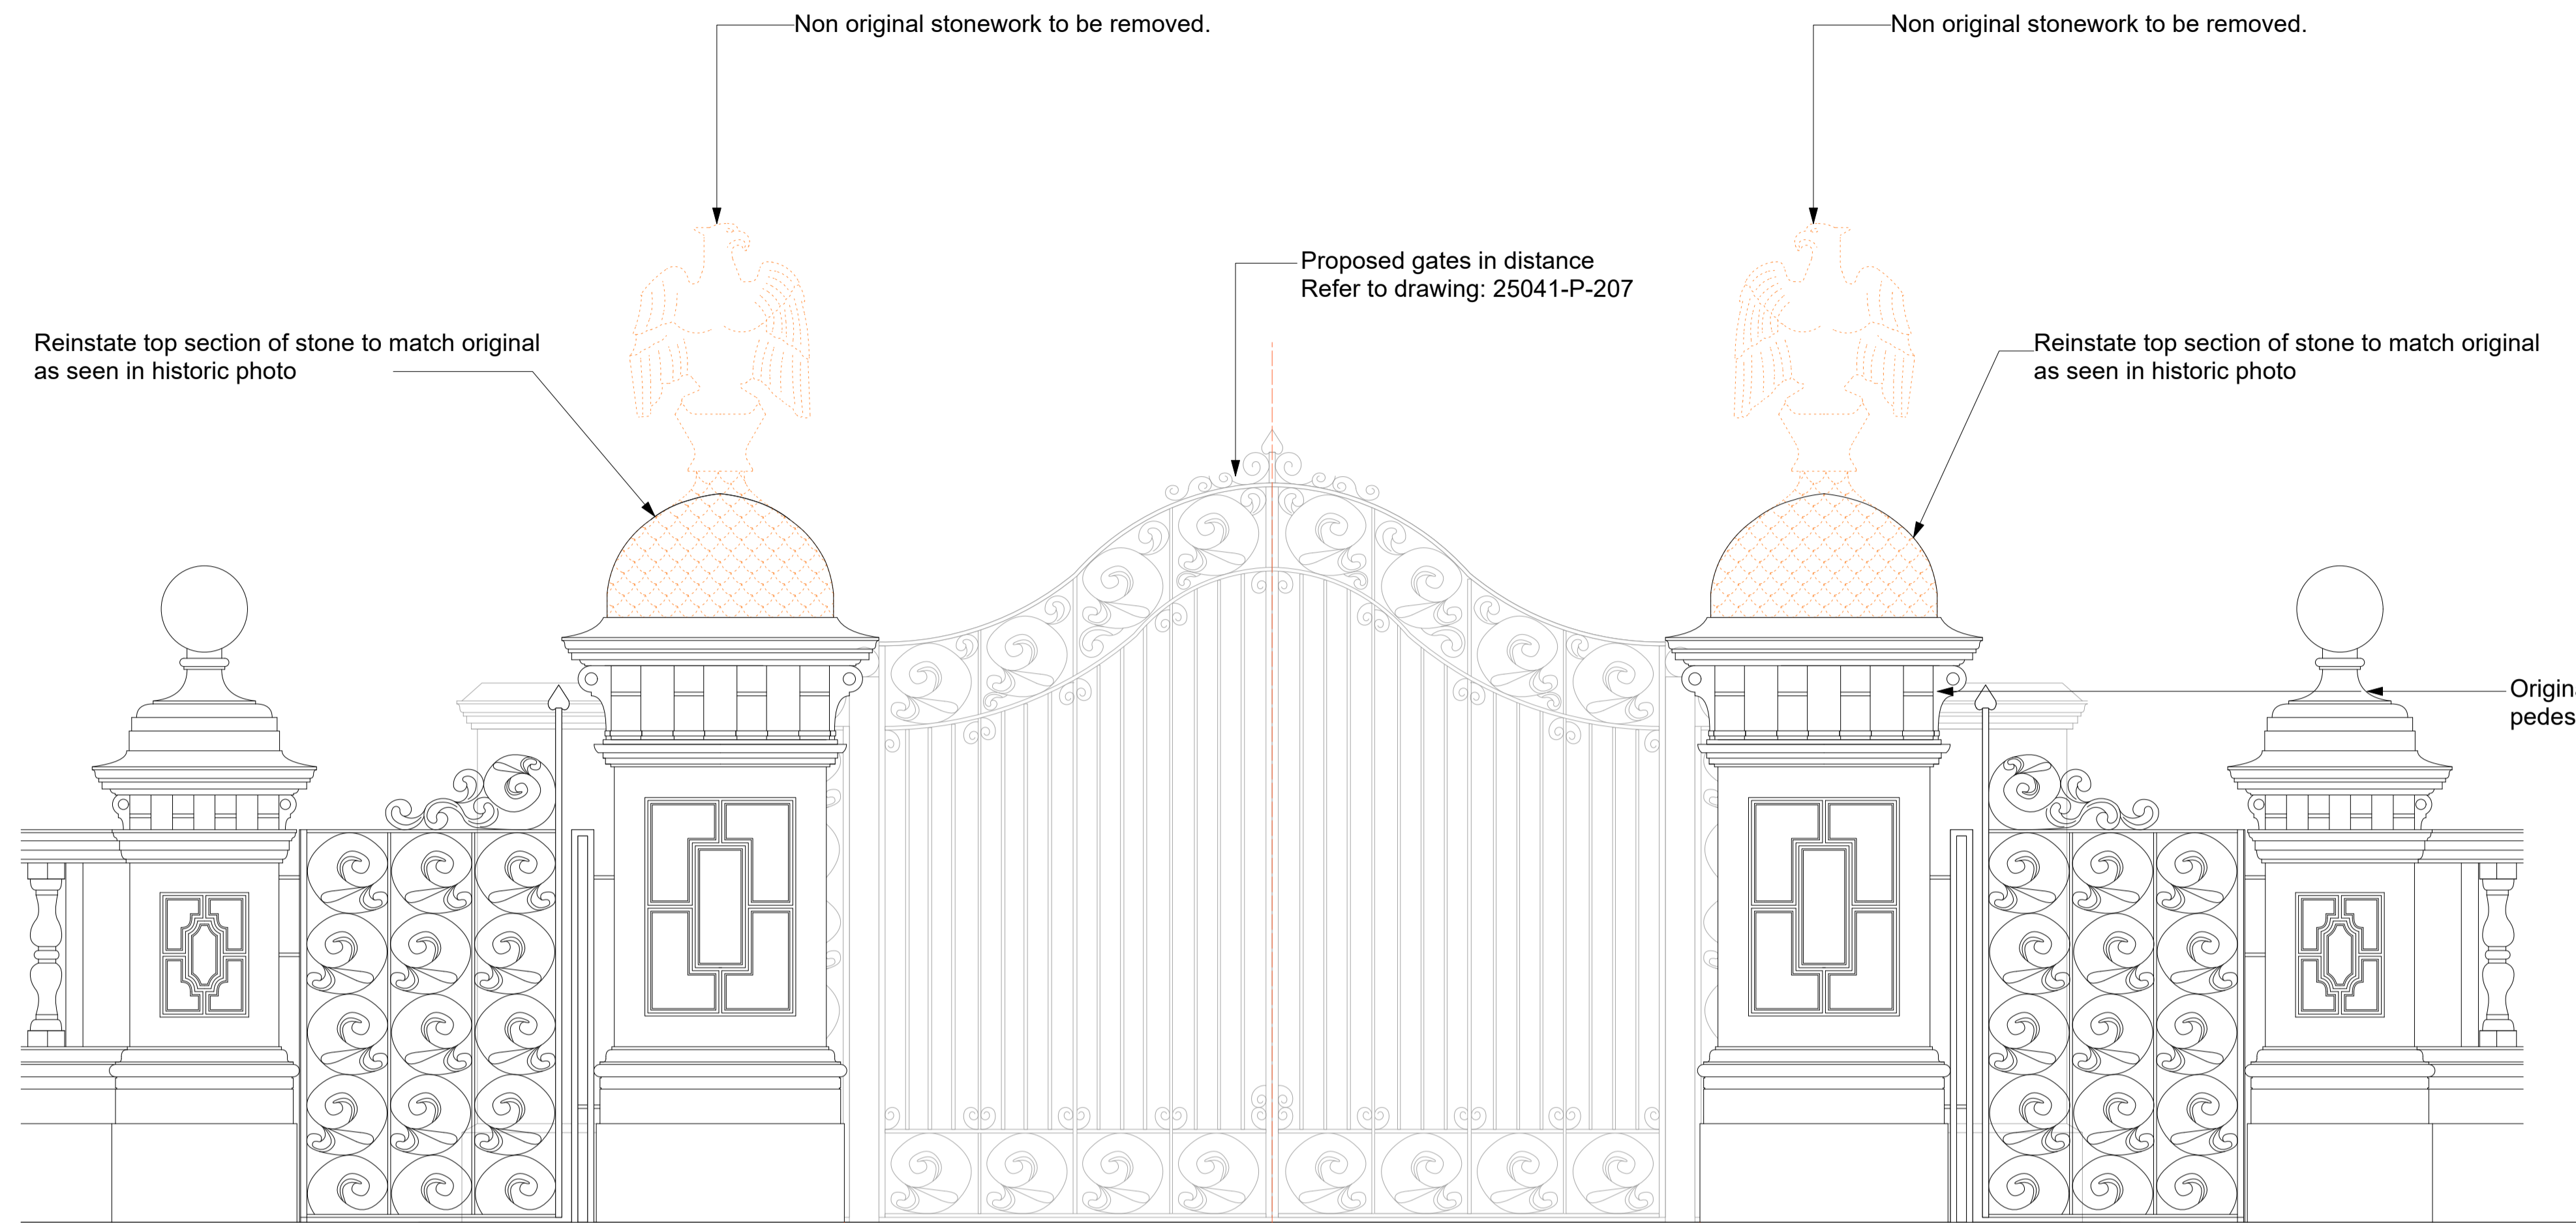 Non original stonework to be removed.
Non original stonework to be removed.
Proposed gates in distance
Refer to drawing: 25041-P-207
Reinstate top section of stone to match original
as seen in historic photo
Reinstate top section of stone to match original
as seen in historic photo